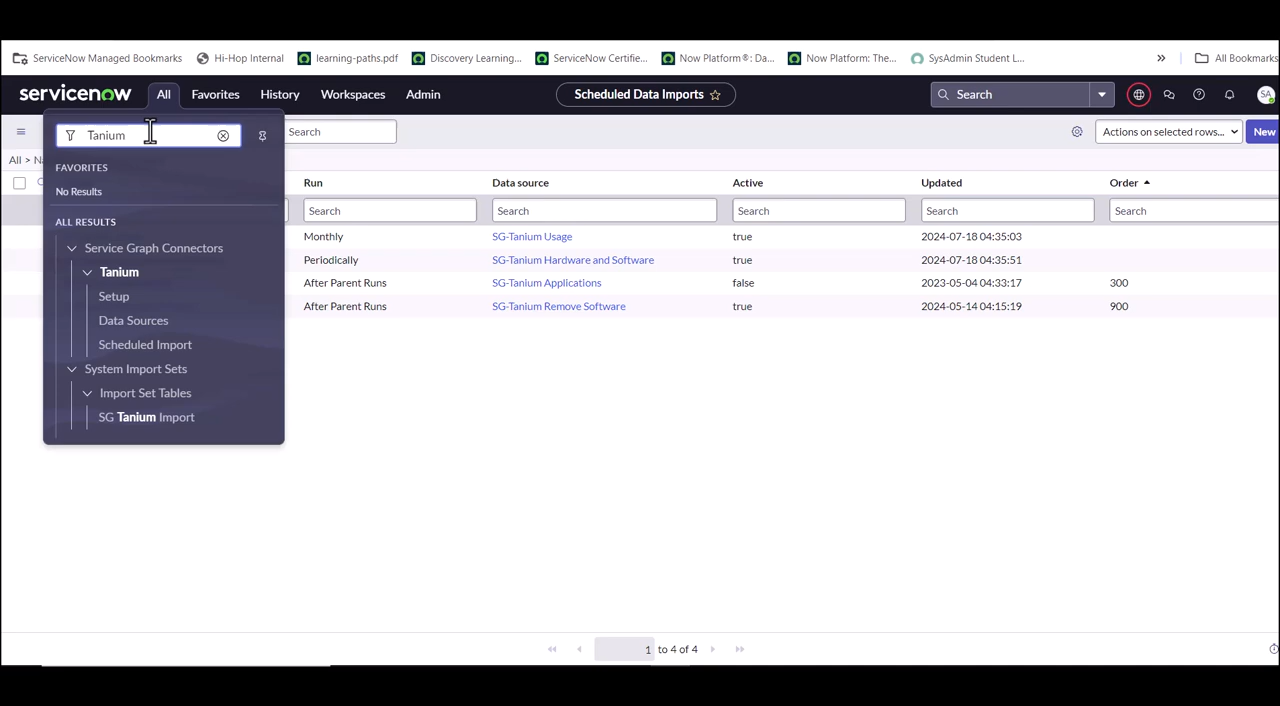 ServiceNow Managed Bookmarks Hi-Hop Internal learning-paths.pdf Discovery Learning... ServiceNow Certifie... Now Platform®: Da... Now Platform: The... SysAdmin Student L... » All Bookmarks
servicenow All Favorites History Workspaces Admin Scheduled Data Imports Search SA
Tanium Search Actions on selected rows... New
All > Na
FAVORITES
No Results
ALL RESULTS
Service Graph Connectors
Tanium
Setup
Data Sources
Scheduled Import
System Import Sets
Import Set Tables
SG Tanium Import
Run Data source Active Updated Order
Search Search Search Search Search
Monthly SG-Tanium Usage true 2024-07-18 04:35:03
Periodically SG-Tanium Hardware and Software true 2024-07-18 04:35:51
After Parent Runs SG-Tanium Applications false 2023-05-04 04:33:17 300
After Parent Runs SG-Tanium Remove Software true 2023-05-14 04:15:19 900
1 to 4 of 4